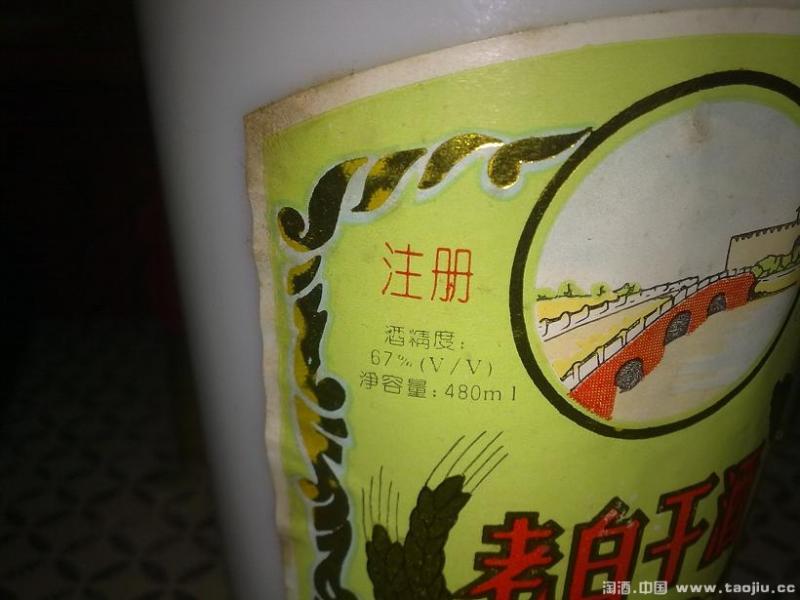 注册
酒精度:
67‰(V/V)
净容量:480ml
老白干酒
淘酒.中国 www.taojiu.cc